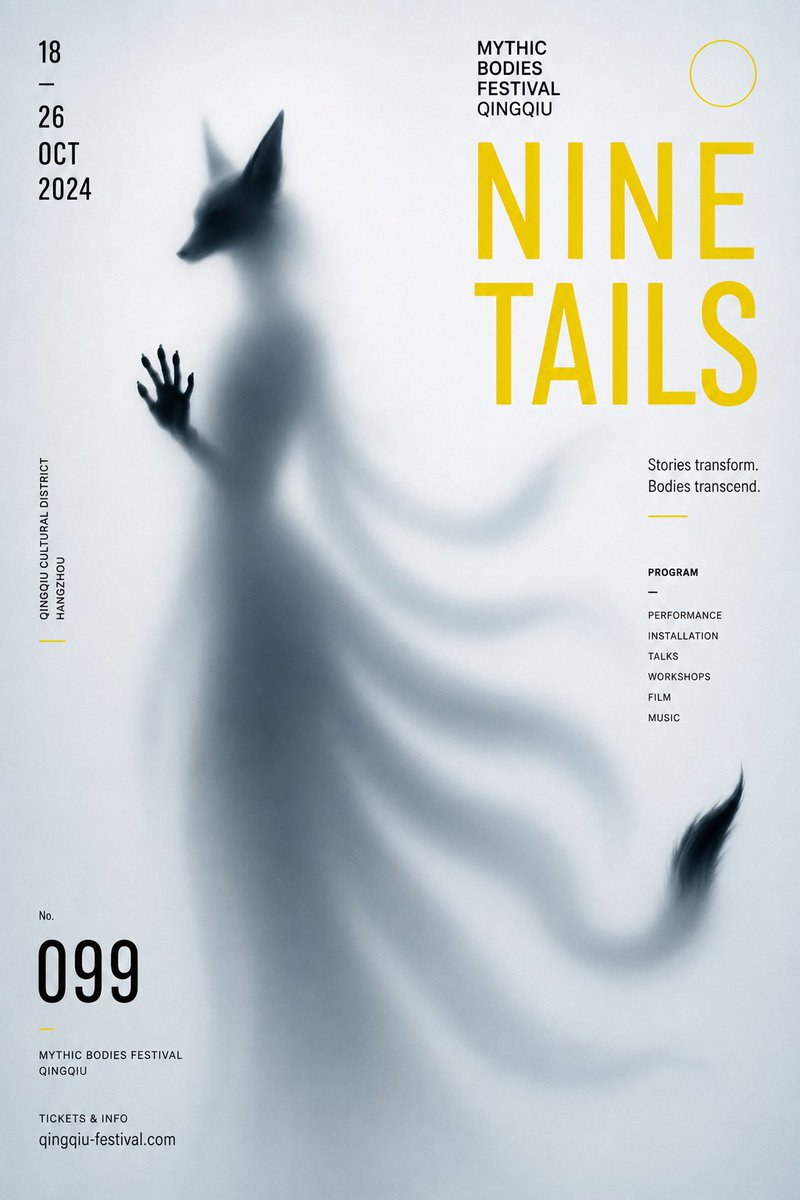 18
—
26
OCT
2024
MYTHIC
BODIES
FESTIVAL
QINGQIU
NINE
TAILS
Stories transform.
Bodies transcend.
PROGRAM
—
PERFORMANCE
INSTALLATION
TALKS
WORKSHOPS
FILM
MUSIC
QINGQIU CULTURAL DISTRICT
HANGZHOU
No.
099
MYTHIC BODIES FESTIVAL
QINGQIU
TICKETS & INFO
qingqiu-festival.com